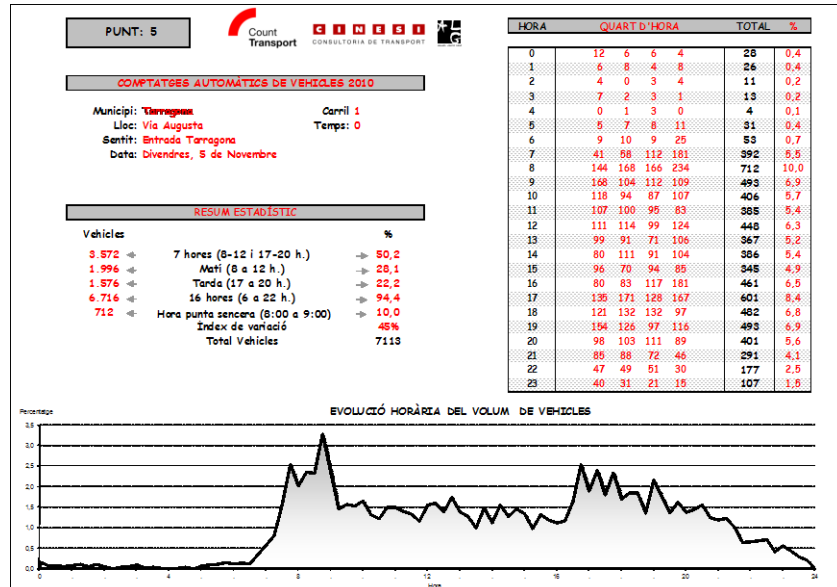 PUNT: 5
Count
Transport
CINESI
CONSULTORIA DE TRANSPORT
COMPTATGES AUTOMÀTICS DE VEHICLES 2010
Municipi: Tarragona Carril 1
Lloc: Via Augusta Temps: 0
Sentit: Entrada Tarragona
Data: Divendres, 5 de Novembre
RESUM ESTADÍSTIC
Vehicles %
3.572 7 hores (8-12 i 17-20 h.) 50,2
1.996 Matí (8 a 12 h.) 28,1
1.576 Tarda (17 a 20 h.) 22,2
6.716 16 hores (6 a 22 h.) 94,4
712 Hora punta sencera (8:00 a 9:00) 10,0
Índex de variació 45%
Total Vehicles 7113
HORA QUART D'HORA TOTAL %
0 12 6 6 4 28 0,4
1 6 8 4 8 26 0,4
2 4 0 3 4 11 0,2
3 7 2 3 1 13 0,2
4 0 1 3 0 4 0,1
5 5 7 8 11 31 0,4
6 9 10 9 25 53 0,7
7 41 58 112 181 392 5,5
8 144 168 166 234 712 10,0
9 168 104 112 109 493 6,9
10 118 94 87 107 406 5,7
11 107 100 95 83 385 5,4
12 111 114 99 124 448 6,3
13 99 91 71 106 367 5,2
14 80 111 91 104 386 5,4
15 96 70 94 85 345 4,9
16 80 83 117 181 461 6,5
17 135 171 128 167 601 8,4
18 121 132 132 97 482 6,8
19 154 126 97 116 493 6,9
20 98 103 111 89 401 5,6
21 85 88 72 46 291 4,1
22 47 49 51 30 177 2,5
23 40 31 21 15 107 1,5
Percentatge
EVOLUCIÓ HORÀRIA DEL VOLUM DE VEHICLES
3,5
3,0
2,5
2,0
1,5
1,0
0,5
0,0
0 4 8 12 16 20 24
Hora